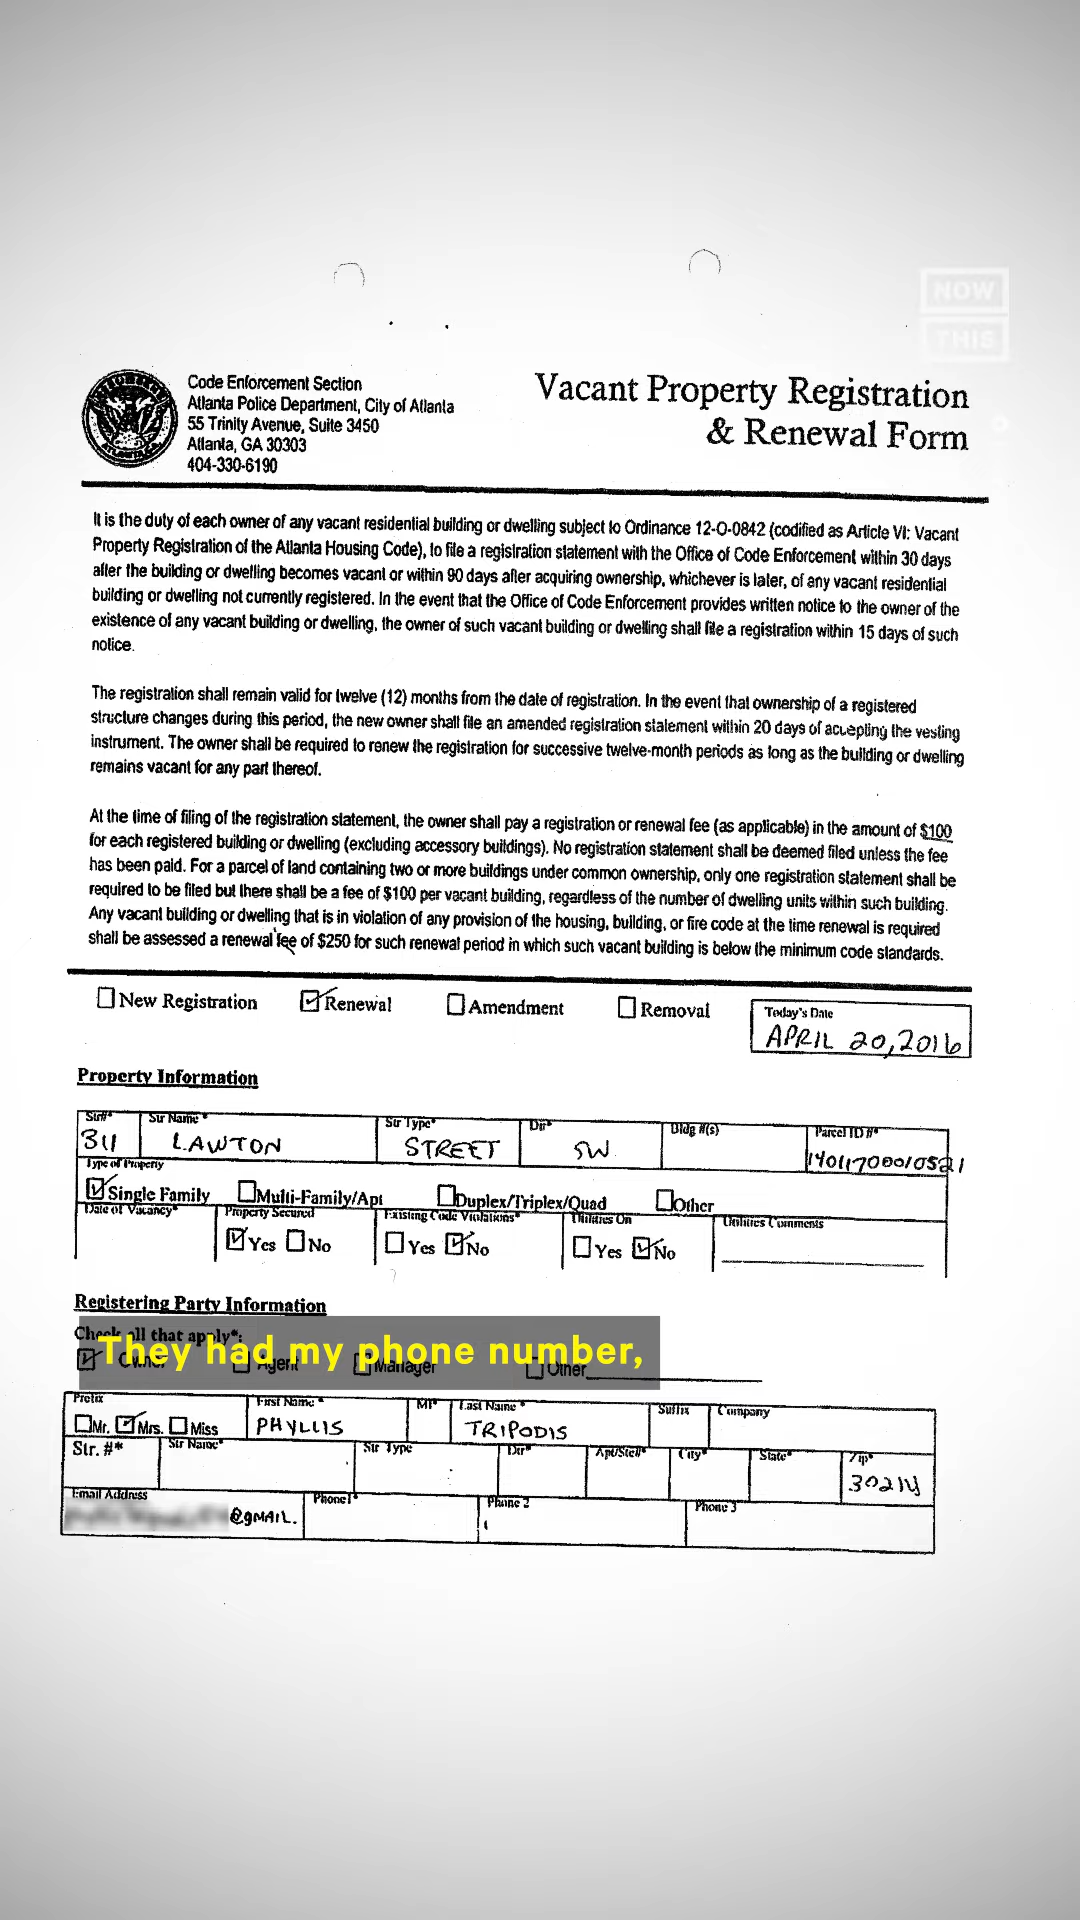 NOW
THIS
Code Enforcement Section
Atlanta Police Department, City of Atlanta
55 Trinity Avenue, Suite 3450
Atlanta, GA 30303
404-330-6190
Vacant Property Registration
& Renewal Form
It is the duty of each owner of any vacant residential building or dwelling subject to Ordinance 12-O-0842 (codified as Article VI: Vacant
Property Registration of the Atlanta Housing Code), to file a registration statement with the Office of Code Enforcement within 30 days
after the building or dwelling becomes vacant or within 90 days after acquiring ownership, whichever is later, of any vacant residential
building or dwelling not currently registered. In the event that the Office of Code Enforcement provides written notice to the owner of the
existence of any vacant building or dwelling, the owner of such vacant building or dwelling shall file a registration within 15 days of such
notice.
The registration shall remain valid for twelve (12) months from the date of registration. In the event that ownership of a registered
structure changes during this period, the new owner shall file an amended registration statement within 20 days of accepting the vesting
instrument. The owner shall be required to renew the registration for successive twelve-month periods as long as the building or dwelling
remains vacant for any part thereof.
At the time of filing of the registration statement, the owner shall pay a registration or renewal fee (as applicable) in the amount of $100
for each registered building or dwelling (excluding accessory buildings). No registration statement shall be deemed filed unless the fee
has been paid. For a parcel of land containing two or more buildings under common ownership, only one registration statement shall be
required to be filed but there shall be a fee of $100 per vacant building, regardless of the number of dwelling units within such building.
Any vacant building or dwelling that is in violation of any provision of the housing, building, or fire code at the time renewal is required
shall be assessed a renewal fee of $250 for such renewal period in which such vacant building is below the minimum code standards.
New Registration Renewal Amendment Removal
Today's Date
APRIL 20,2016
Property Information
Str#* Str Name* Str Type* Dir* Bldg #(s) Parcel ID #*
311 LAWTON STREET SW 14011700010521
Type of Property
Single Family Multi-Family/Apt Duplex/Triplex/Quad Other
Date of Vacancy* Property Secured Existing Code Violations* Utilities On Utilities Comments
Yes No Yes No Yes No
Registering Party Information
Check all that apply*:
They had my phone number,
Owner Agent Manager Other
Prefix First Name* MI* Last Name* Suffix Company
Mr. Mrs. Miss PHYLLIS TRIPODIS
Str. #* Str Name* Str Type Dir* Apt/Ste#* City* State* Zip*
30214
Email Address Phone1* Phone 2 Phone 3
@gMAIL.